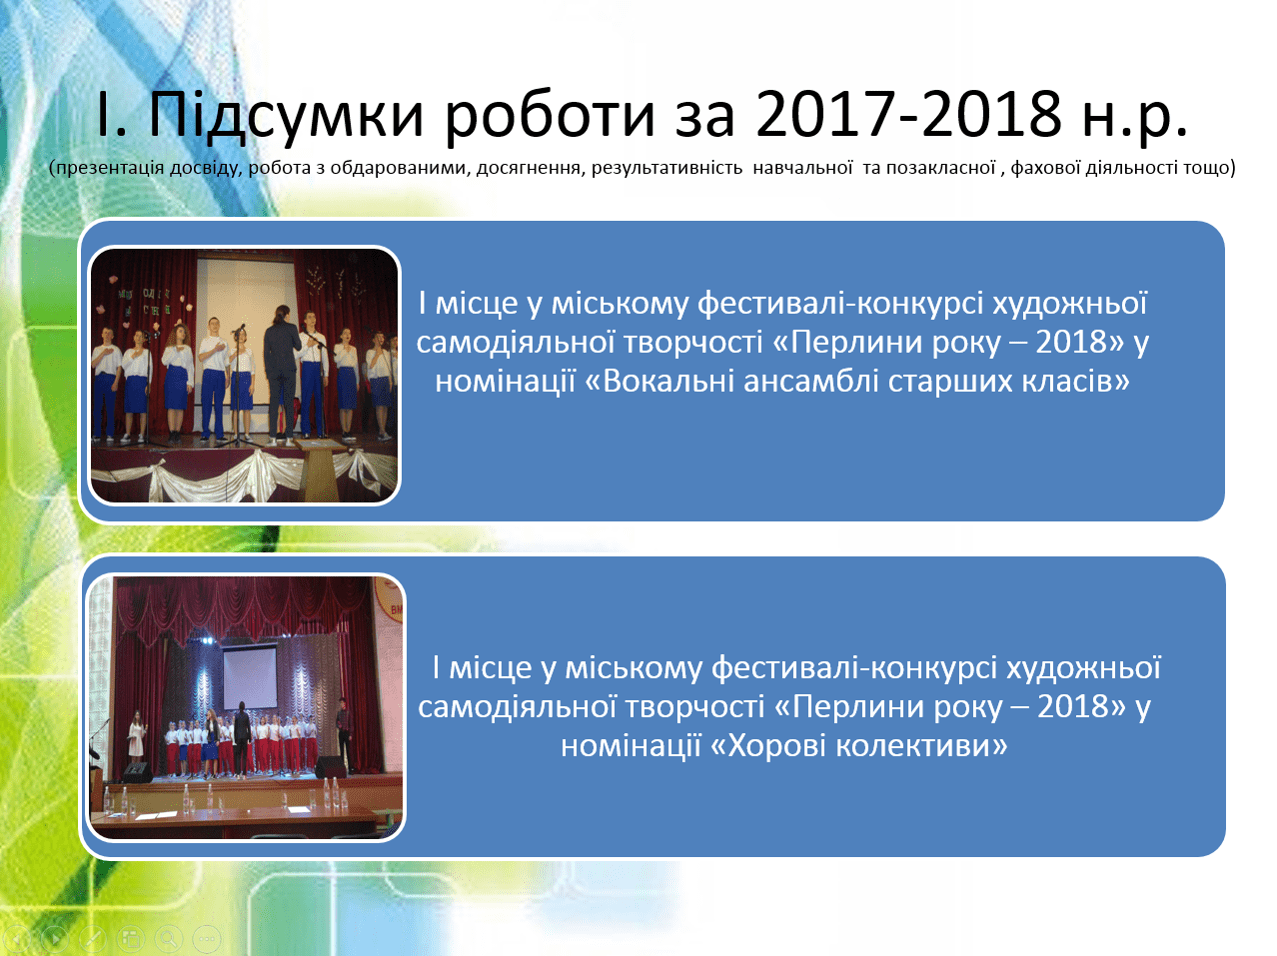 І. Підсумки роботи за 2017-2018 н.р.
(презентація досвіду, робота з обдарованими, досягнення, результативність навчальної та позакласної , фахової діяльності тощо)
І місце у міському фестивалі-конкурсі художньої
самодіяльної творчості «Перлини року – 2018» у
номінації «Вокальні ансамблі старших класів»
І місце у міському фестивалі-конкурсі художньої
самодіяльної творчості «Перлини року – 2018» у
номінації «Хорові колективи»